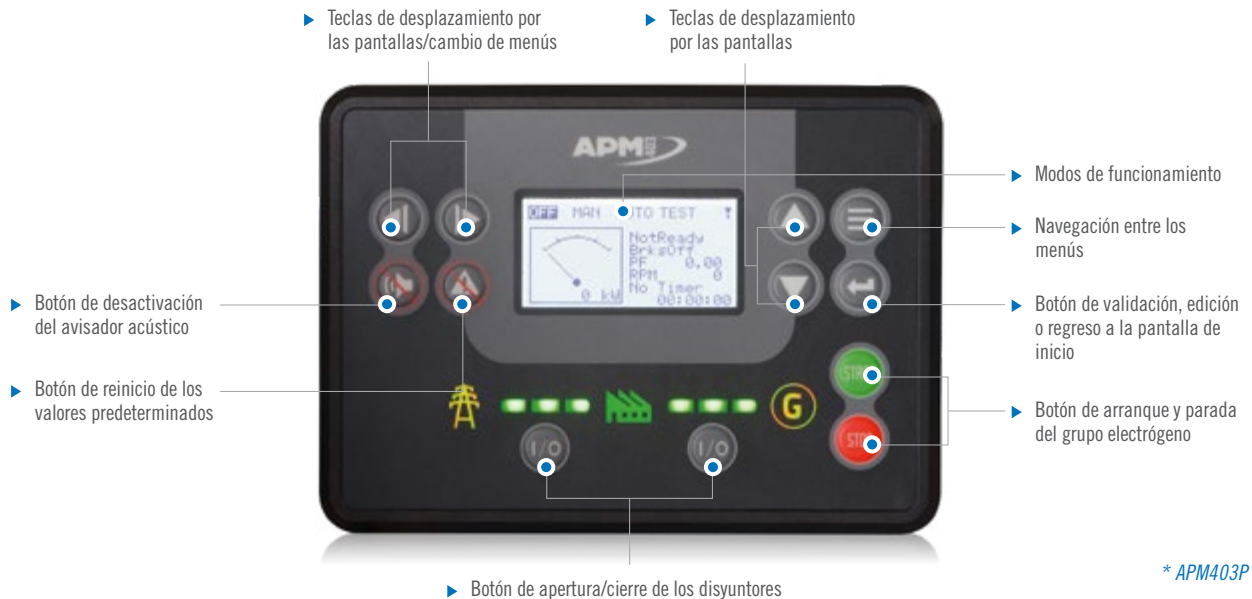 Teclas de desplazamiento por
las pantallas/cambio de menús
Teclas de desplazamiento
por las pantallas
APM403
Modos de funcionamiento
OFF MAN AUTO TEST !
NotReady
BrksOff
PF 0.00
RPM 0
No Timer
00:00:00
0 kW
Navegación entre los
menús
Botón de desactivación
del avisador acústico
Botón de validación, edición
o regreso a la pantalla de
inicio
Botón de reinicio de los
valores predeterminados
START
STOP
G
Botón de arranque y parada
del grupo electrógeno
I/O
I/O
Botón de apertura/cierre de los disyuntores
* APM403P